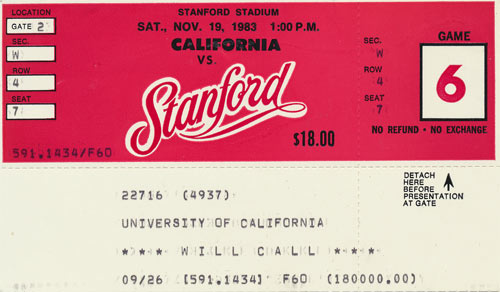 LOCATION
GATE 2
SEC.
W
ROW
4
SEAT
7
591.1434/F60
STANFORD STADIUM
SAT., NOV. 19, 1983 1:00 P.M.
CALIFORNIA
VS.
Stanford
$18.00
SEC.
W
ROW
4
SEAT
7
GAME
6
NO REFUND • NO EXCHANGE
DETACH
HERE
BEFORE
PRESENTATION
AT GATE
22716 (4937)
UNIVERSITY OF CALIFORNIA
*** WILL CALL ***
09/26 [591.1434] F60 (180000.00)